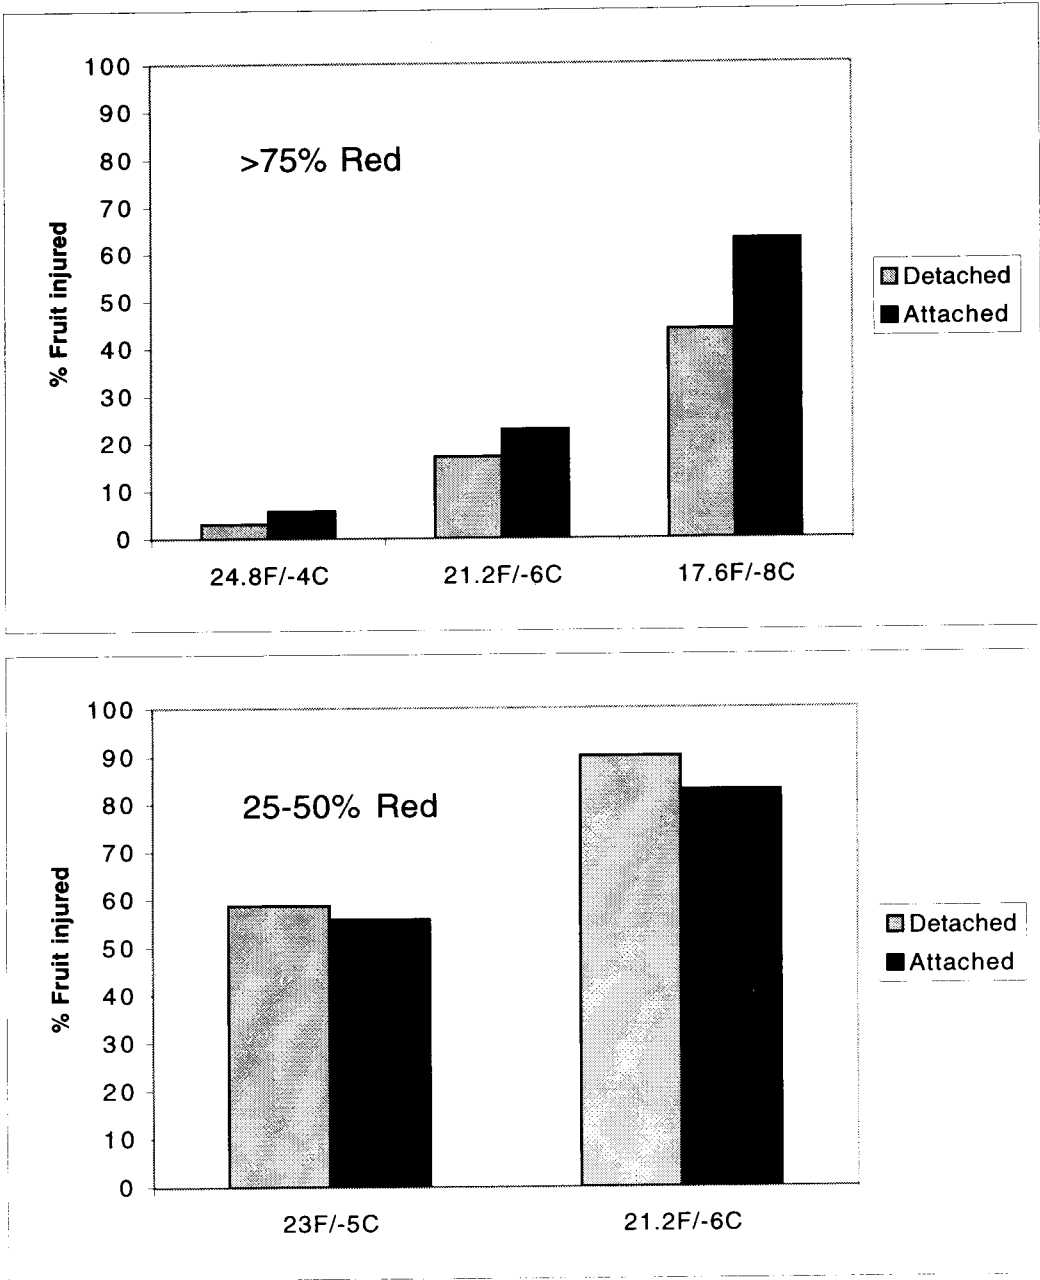 100
90
80
70
60
50
40
30
20
10
0
% Fruit injured
>75% Red
24.8F/-4C 21.2F/-6C 17.6F/-8C
Detached
Attached
100
90
80
70
60
50
40
30
20
10
0
% Fruit injured
25-50% Red
23F/-5C 21.2F/-6C
Detached
Attached